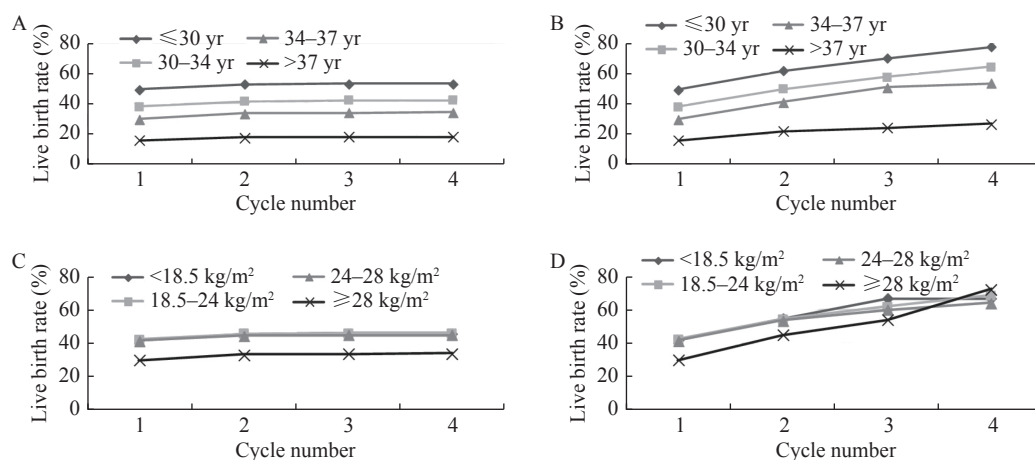 A
Live birth rate (%)
≤30 yr 34–37 yr
30–34 yr >37 yr
80
60
40
20
0
1 2 3 4
Cycle number
B
Live birth rate (%)
≤30 yr 34–37 yr
30–34 yr >37 yr
80
60
40
20
0
1 2 3 4
Cycle number
C
Live birth rate (%)
<18.5 kg/m² 24–28 kg/m²
18.5–24 kg/m² ≥28 kg/m²
80
60
40
20
0
1 2 3 4
Cycle number
D
Live birth rate (%)
<18.5 kg/m² 24–28 kg/m²
18.5–24 kg/m² ≥28 kg/m²
80
60
40
20
0
1 2 3 4
Cycle number